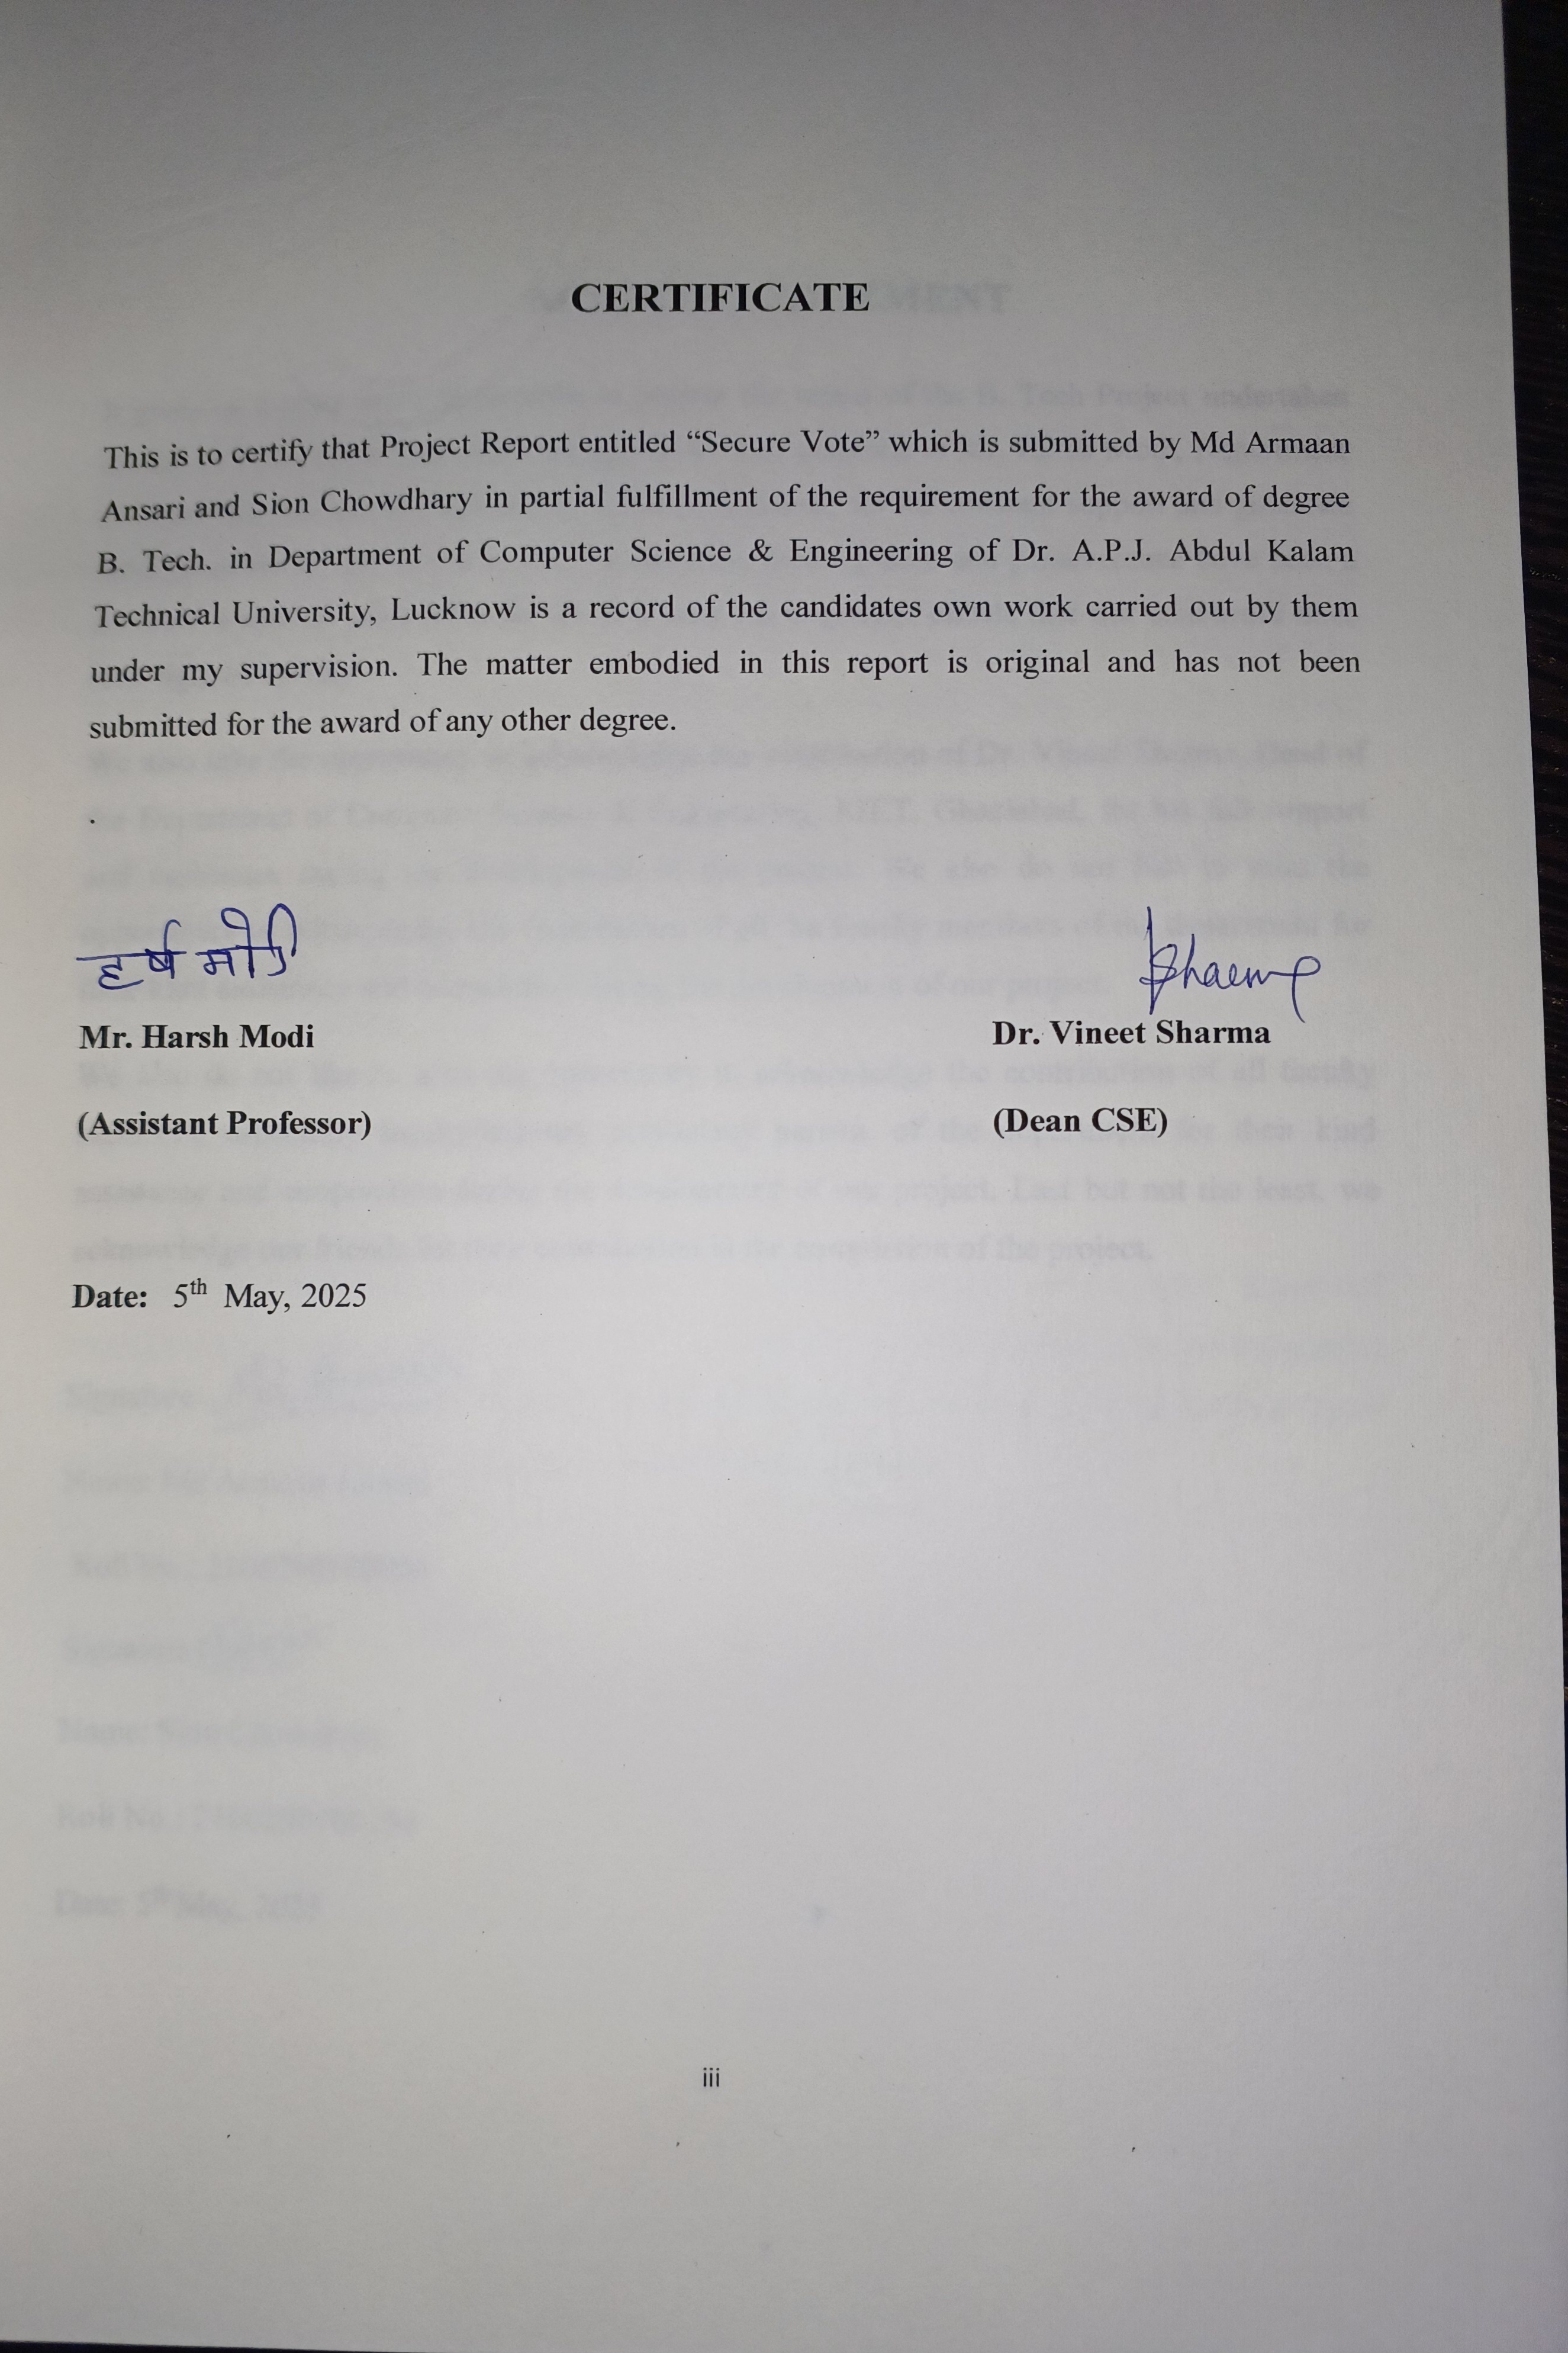 CERTIFICATE
This is to certify that Project Report entitled “Secure Vote” which is submitted by Md Armaan
Ansari and Sion Chowdhary in partial fulfillment of the requirement for the award of degree
B. Tech. in Department of Computer Science & Engineering of Dr. A.P.J. Abdul Kalam
Technical University, Lucknow is a record of the candidates own work carried out by them
under my supervision. The matter embodied in this report is original and has not been
submitted for the award of any other degree.
.
हर्ष मोदी
Mr. Harsh Modi Dr. Vineet Sharma
(Assistant Professor) (Dean CSE)
Date: 5th May, 2025
iii